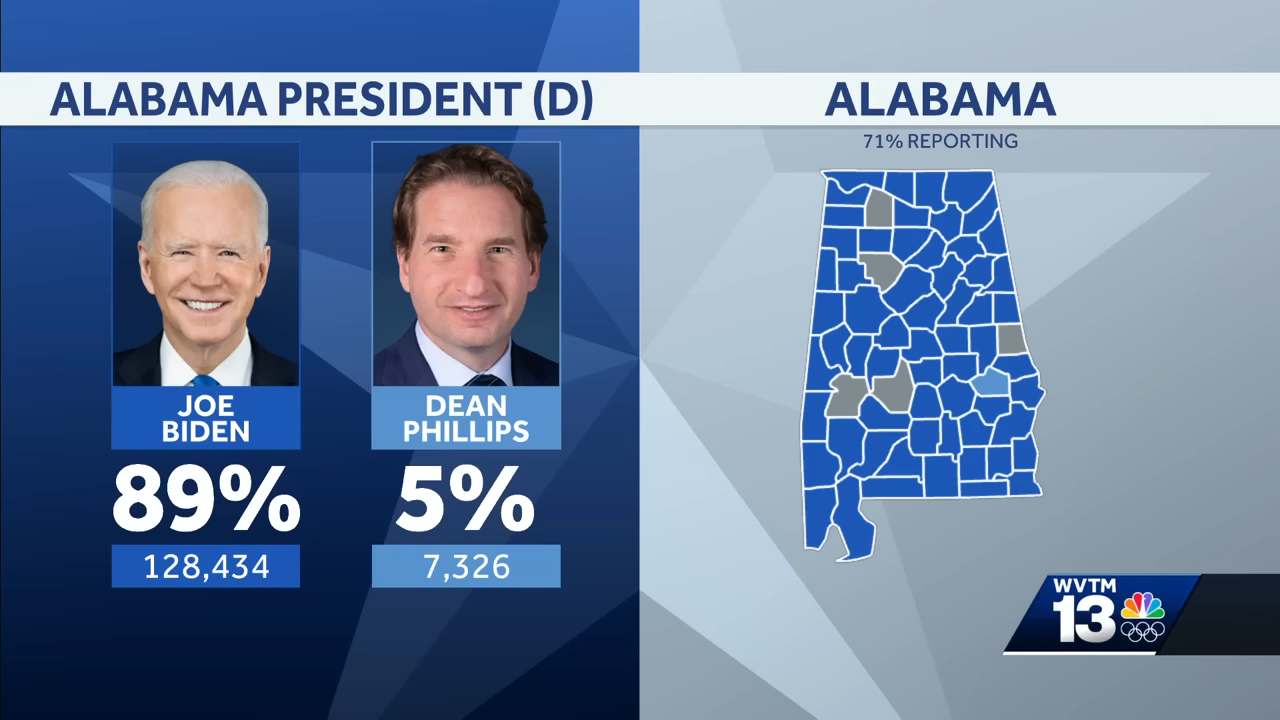 ALABAMA PRESIDENT (D)
JOE
BIDEN
89%
128,434
DEAN
PHILLIPS
5%
7,326
ALABAMA
71% REPORTING
WVTM
13